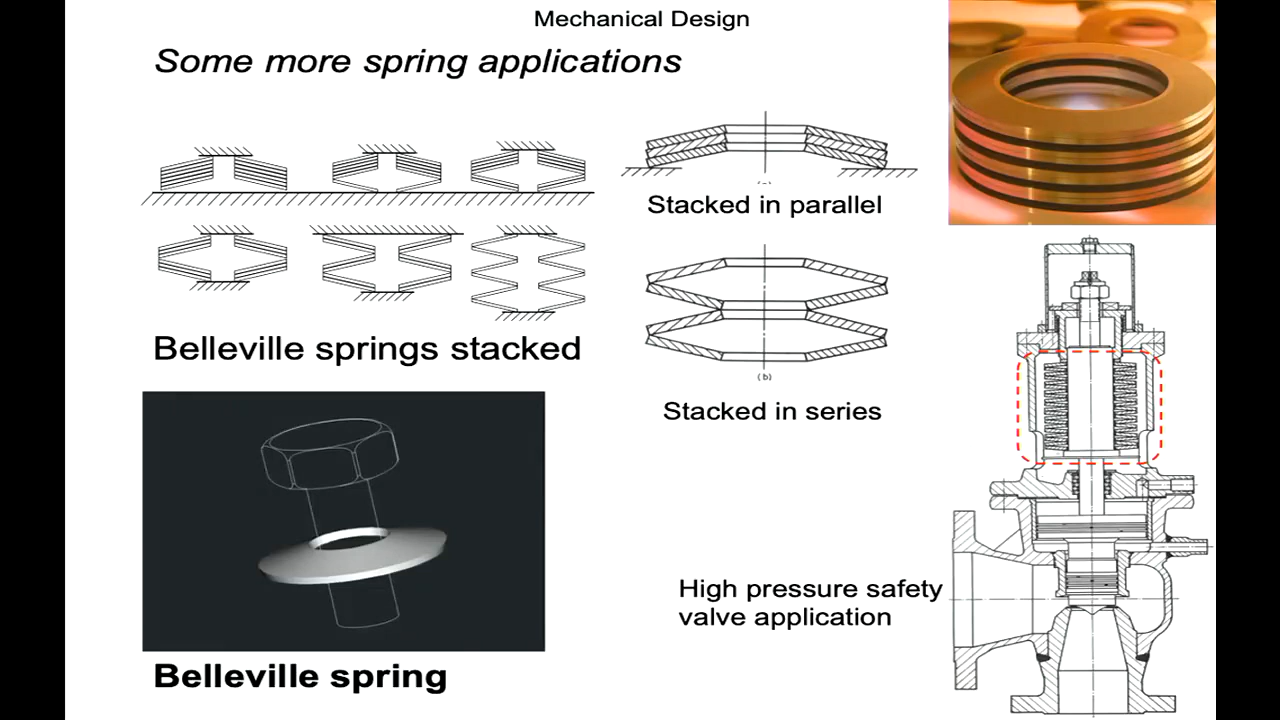 Mechanical Design
Some more spring applications
Stacked in parallel
Belleville springs stacked
(b)
Stacked in series
High pressure safety
valve application
Belleville spring